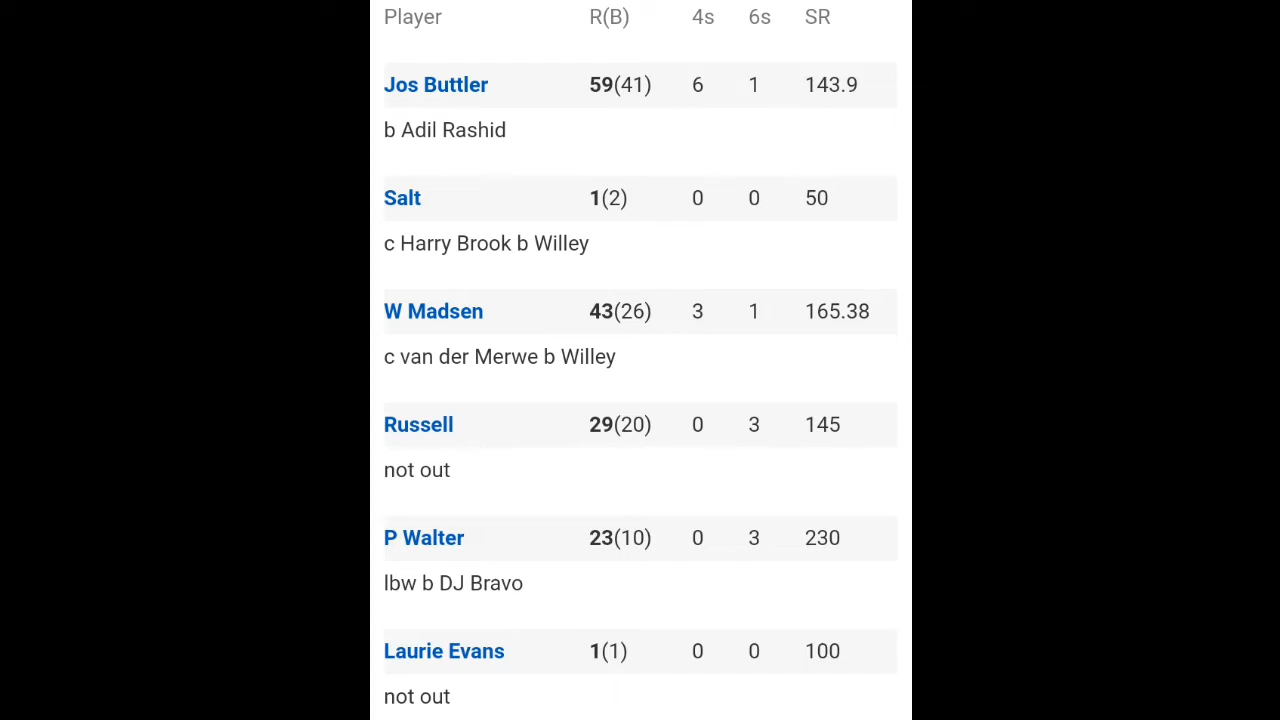 Player R(B) 4s 6s SR
Jos Buttler 59(41) 6 1 143.9
b Adil Rashid
Salt 1(2) 0 0 50
c Harry Brook b Willey
W Madsen 43(26) 3 1 165.38
c van der Merwe b Willey
Russell 29(20) 0 3 145
not out
P Walter 23(10) 0 3 230
lbw b DJ Bravo
Laurie Evans 1(1) 0 0 100
not out